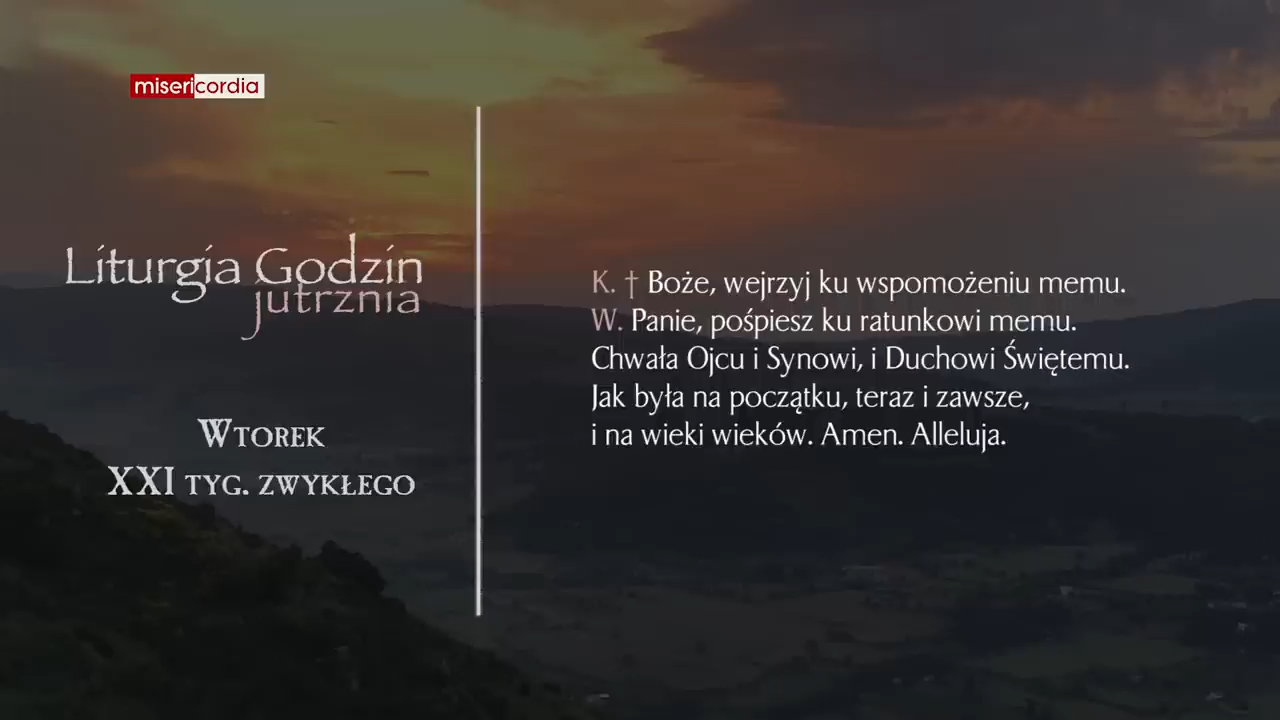 misericordia
Liturgia Godzin
jutrznia
Wtorek
XXI tyg. zwykłego
K. † Boże, wejrzyj ku wspomożeniu memu.
W. Panie, pośpiesz ku ratunkowi memu.
Chwała Ojcu i Synowi, i Duchowi Świętemu.
Jak była na początku, teraz i zawsze,
i na wieki wieków. Amen. Alleluja.